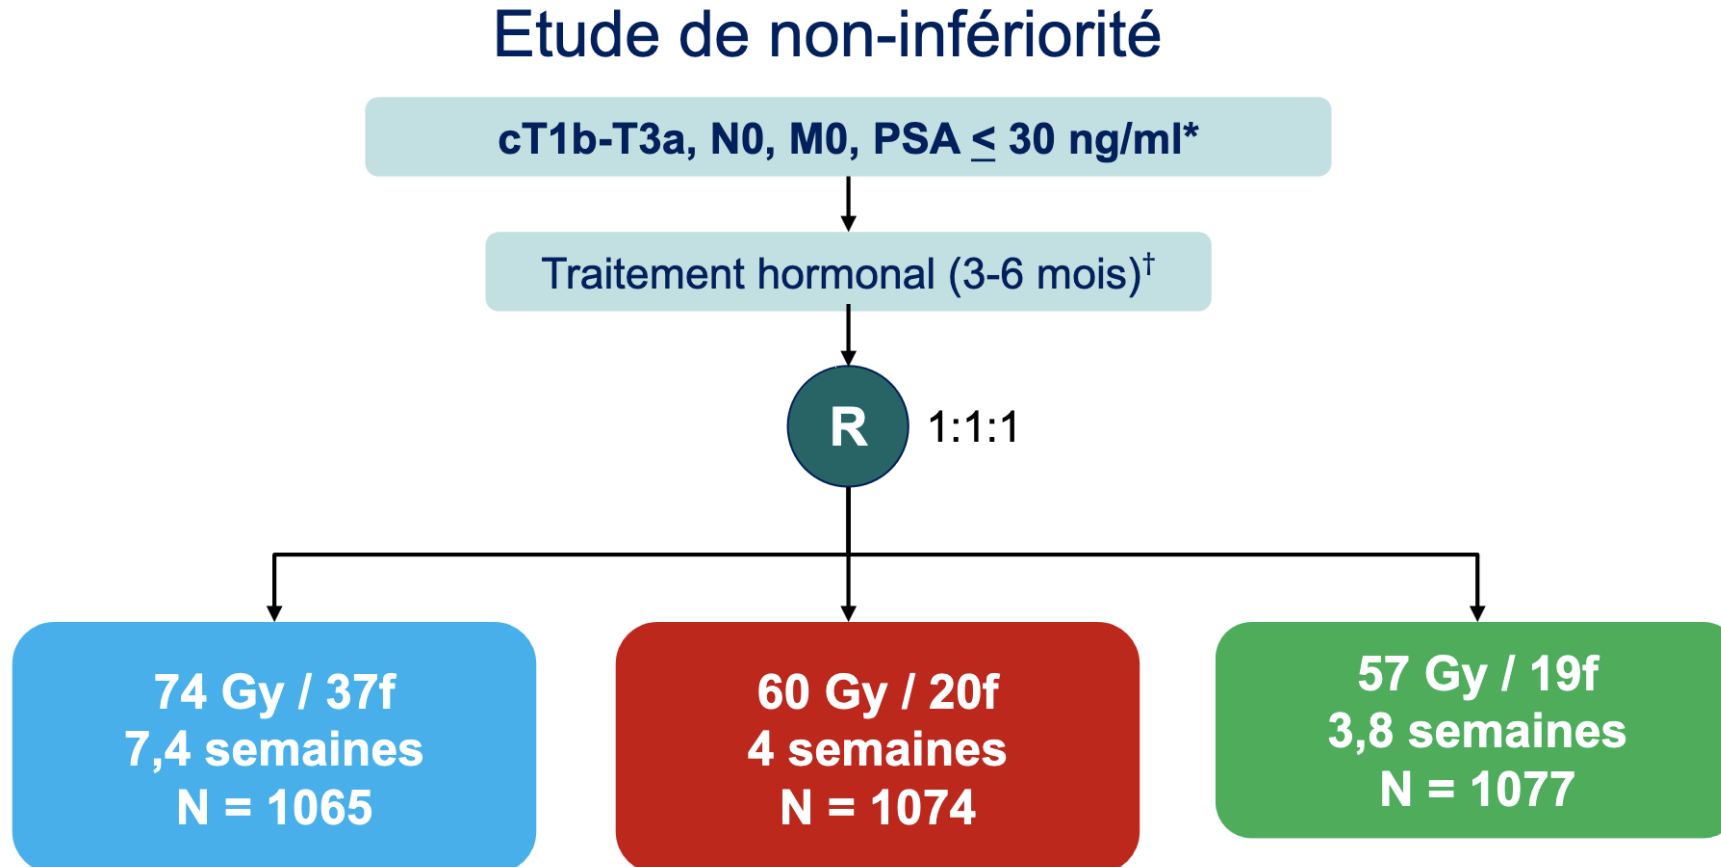 Etude de non-infériorité
cT1b-T3a, N0, M0, PSA ≤ 30 ng/ml*
Traitement hormonal (3-6 mois)†
R
1:1:1
74 Gy / 37f
7,4 semaines
N = 1065
60 Gy / 20f
4 semaines
N = 1074
57 Gy / 19f
3,8 semaines
N = 1077